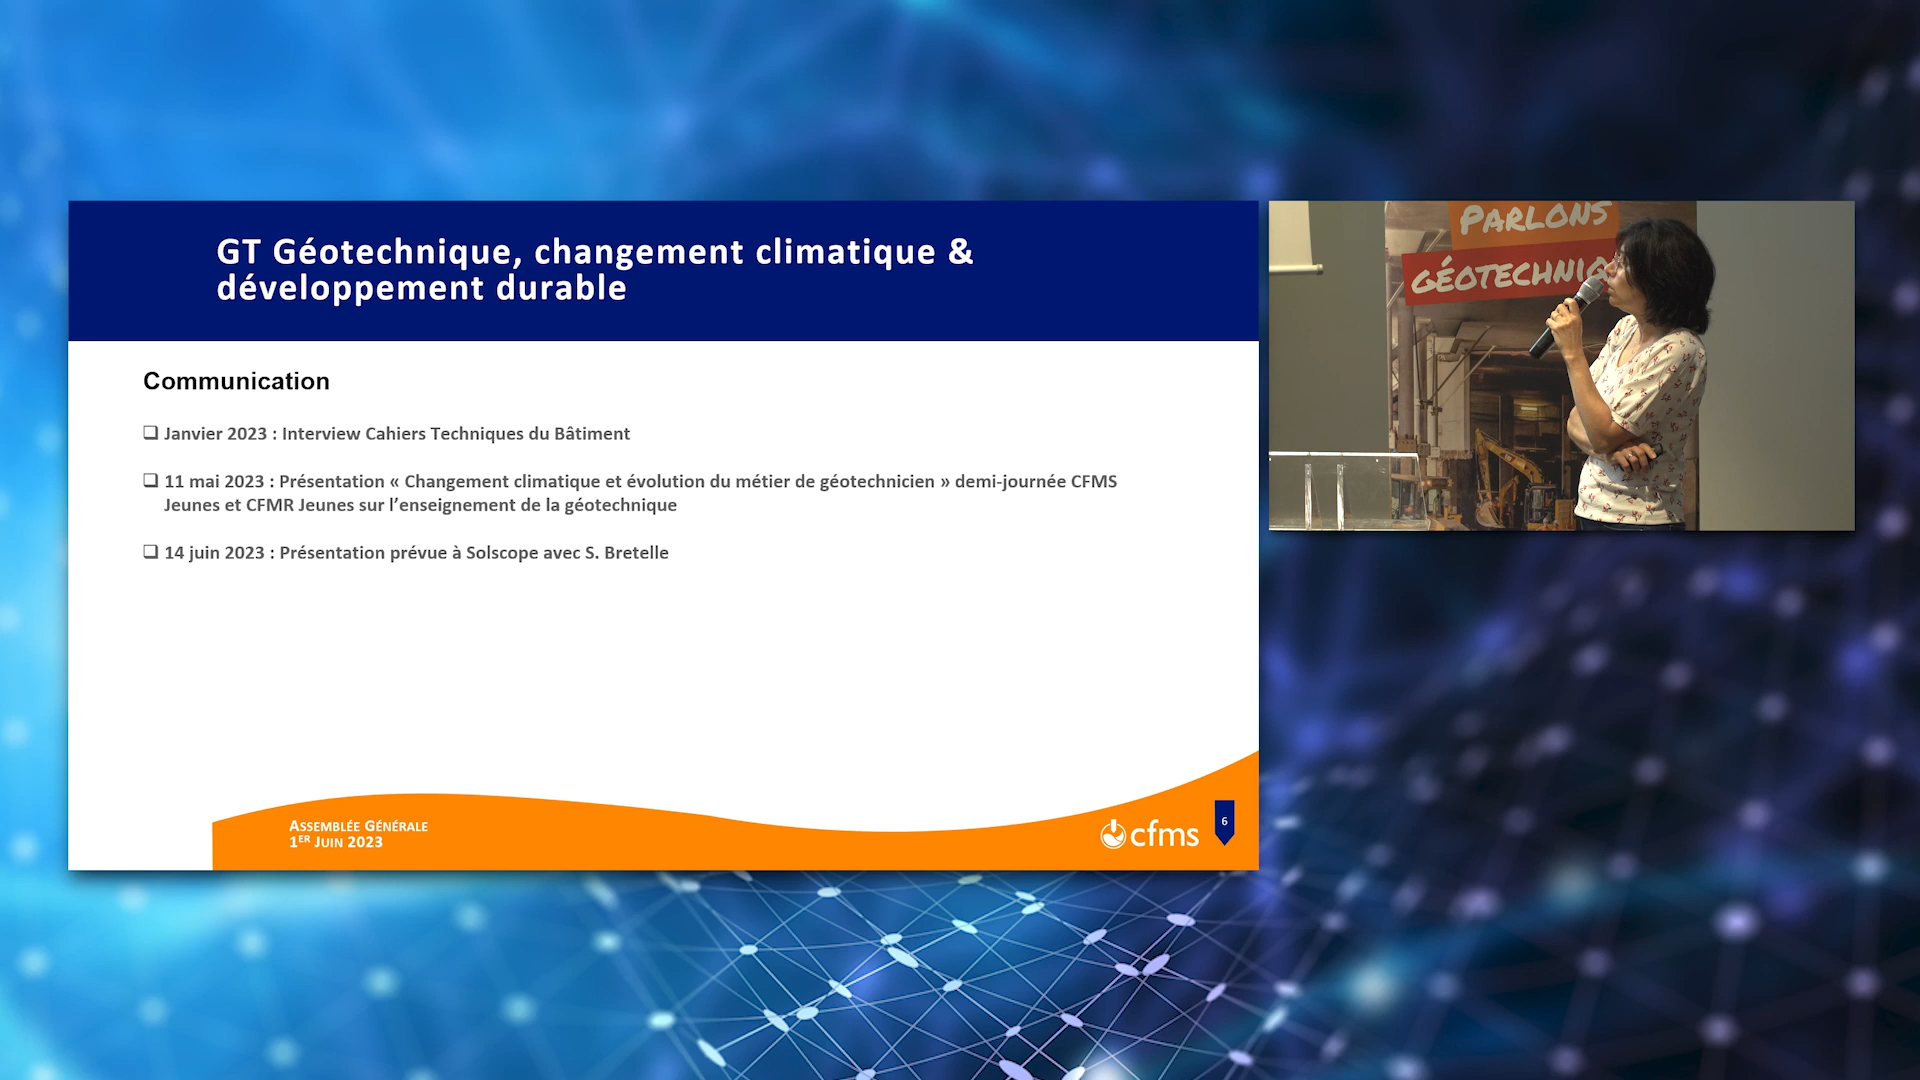 GT Géotechnique, changement climatique &
développement durable
Communication
❑ Janvier 2023 : Interview Cahiers Techniques du Bâtiment
❑ 11 mai 2023 : Présentation « Changement climatique et évolution du métier de géotechnicien » demi-journée CFMS
Jeunes et CFMR Jeunes sur l’enseignement de la géotechnique
❑ 14 juin 2023 : Présentation prévue à Solscope avec S. Bretelle
Assemblée Générale
1er Juin 2023
cfms
6
PARLONS
GÉOTECHNIQ